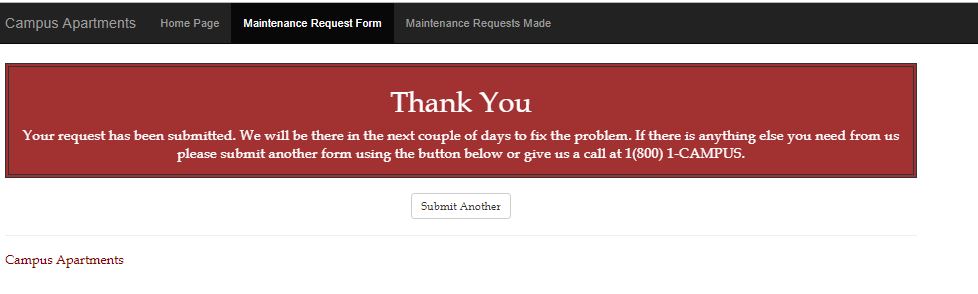 Campus Apartments Home Page Maintenance Request Form Maintenance Requests Made
Thank You
Your request has been submitted. We will be there in the next couple of days to fix the problem. If there is anything else you need from us
please submit another form using the button below or give us a call at 1(800) 1-CAMPUS.
Submit Another
Campus Apartments